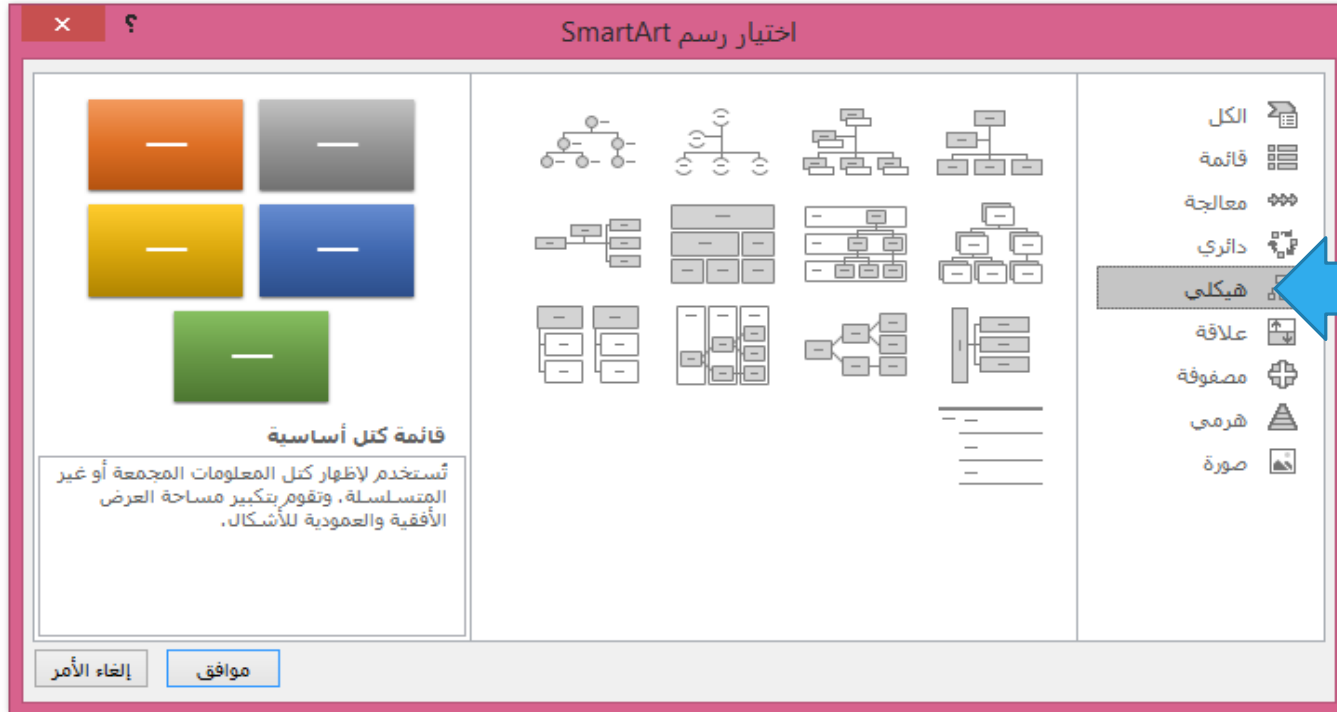 اختيار رسم SmartArt
؟
الكل
قائمة
معالجة
دائري
هيكلي
علاقة
مصفوفة
هرمي
صورة
قائمة كتل أساسية
تُستخدم لإظهار كتل المعلومات المجمعة أو غير
المتسلسلة. وتقوم بتكبير مساحة العرض
الأفقية والعمودية للأشكال.
موافق
إلغاء الأمر